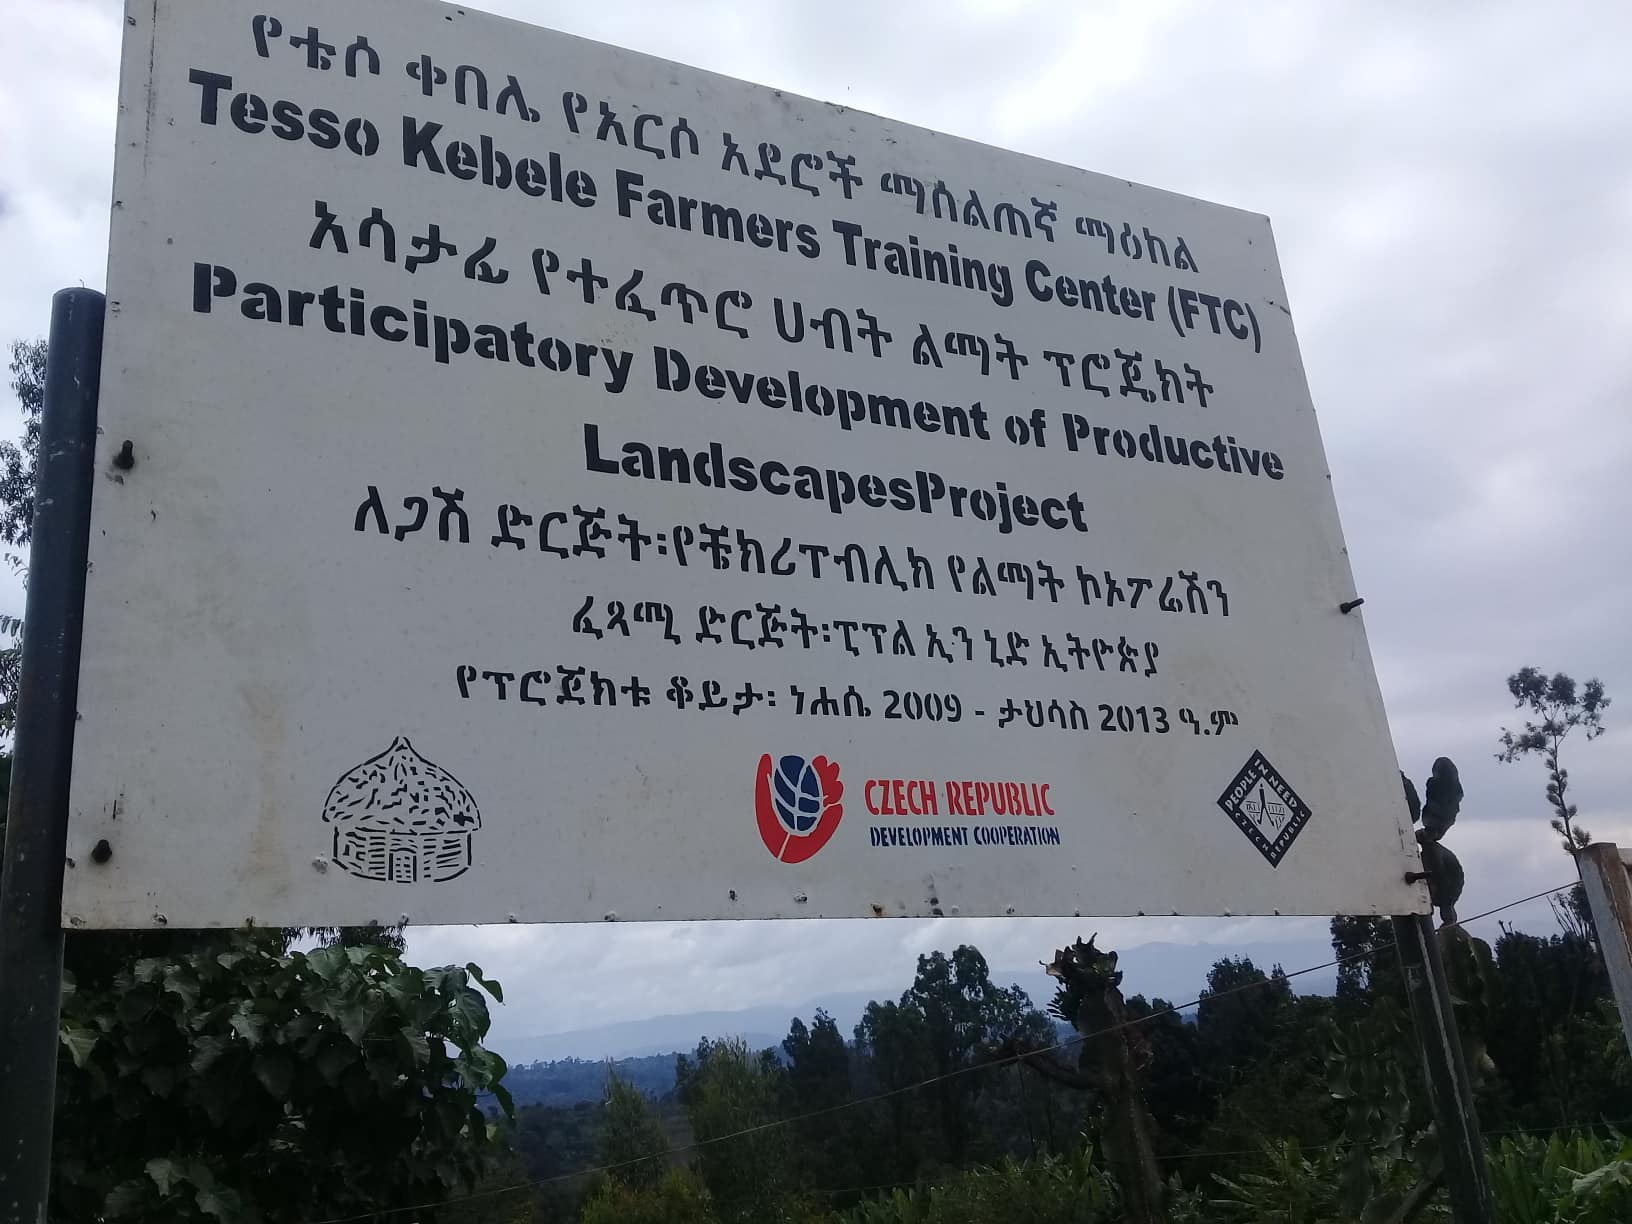 የቴሶ ቀበሌ የአርሶ አደሮች ማሰልጠኛ ማዕከል
Tesso Kebele Farmers Training Center (FTC)
አሳታፊ የተፈጥሮ ሀብት ልማት ፕሮጄክት
Participatory Development of Productive
LandscapesProject
ለጋሽ ድርጅት፡የቼክሪፐብሊክ የልማት ኮኦፖሬሽን
ፈጻሚ ድርጅት፡ፒፕል ኢን ኒድ ኢትዮጵያ
የፕሮጀክቱ ቆይታ፡ ነሐሴ 2009 - ታህሳስ 2013 ዓ.ም
CZECH REPUBLIC
DEVELOPMENT COOPERATION
PEOPLE IN NEED
CZECH REPUBLIC